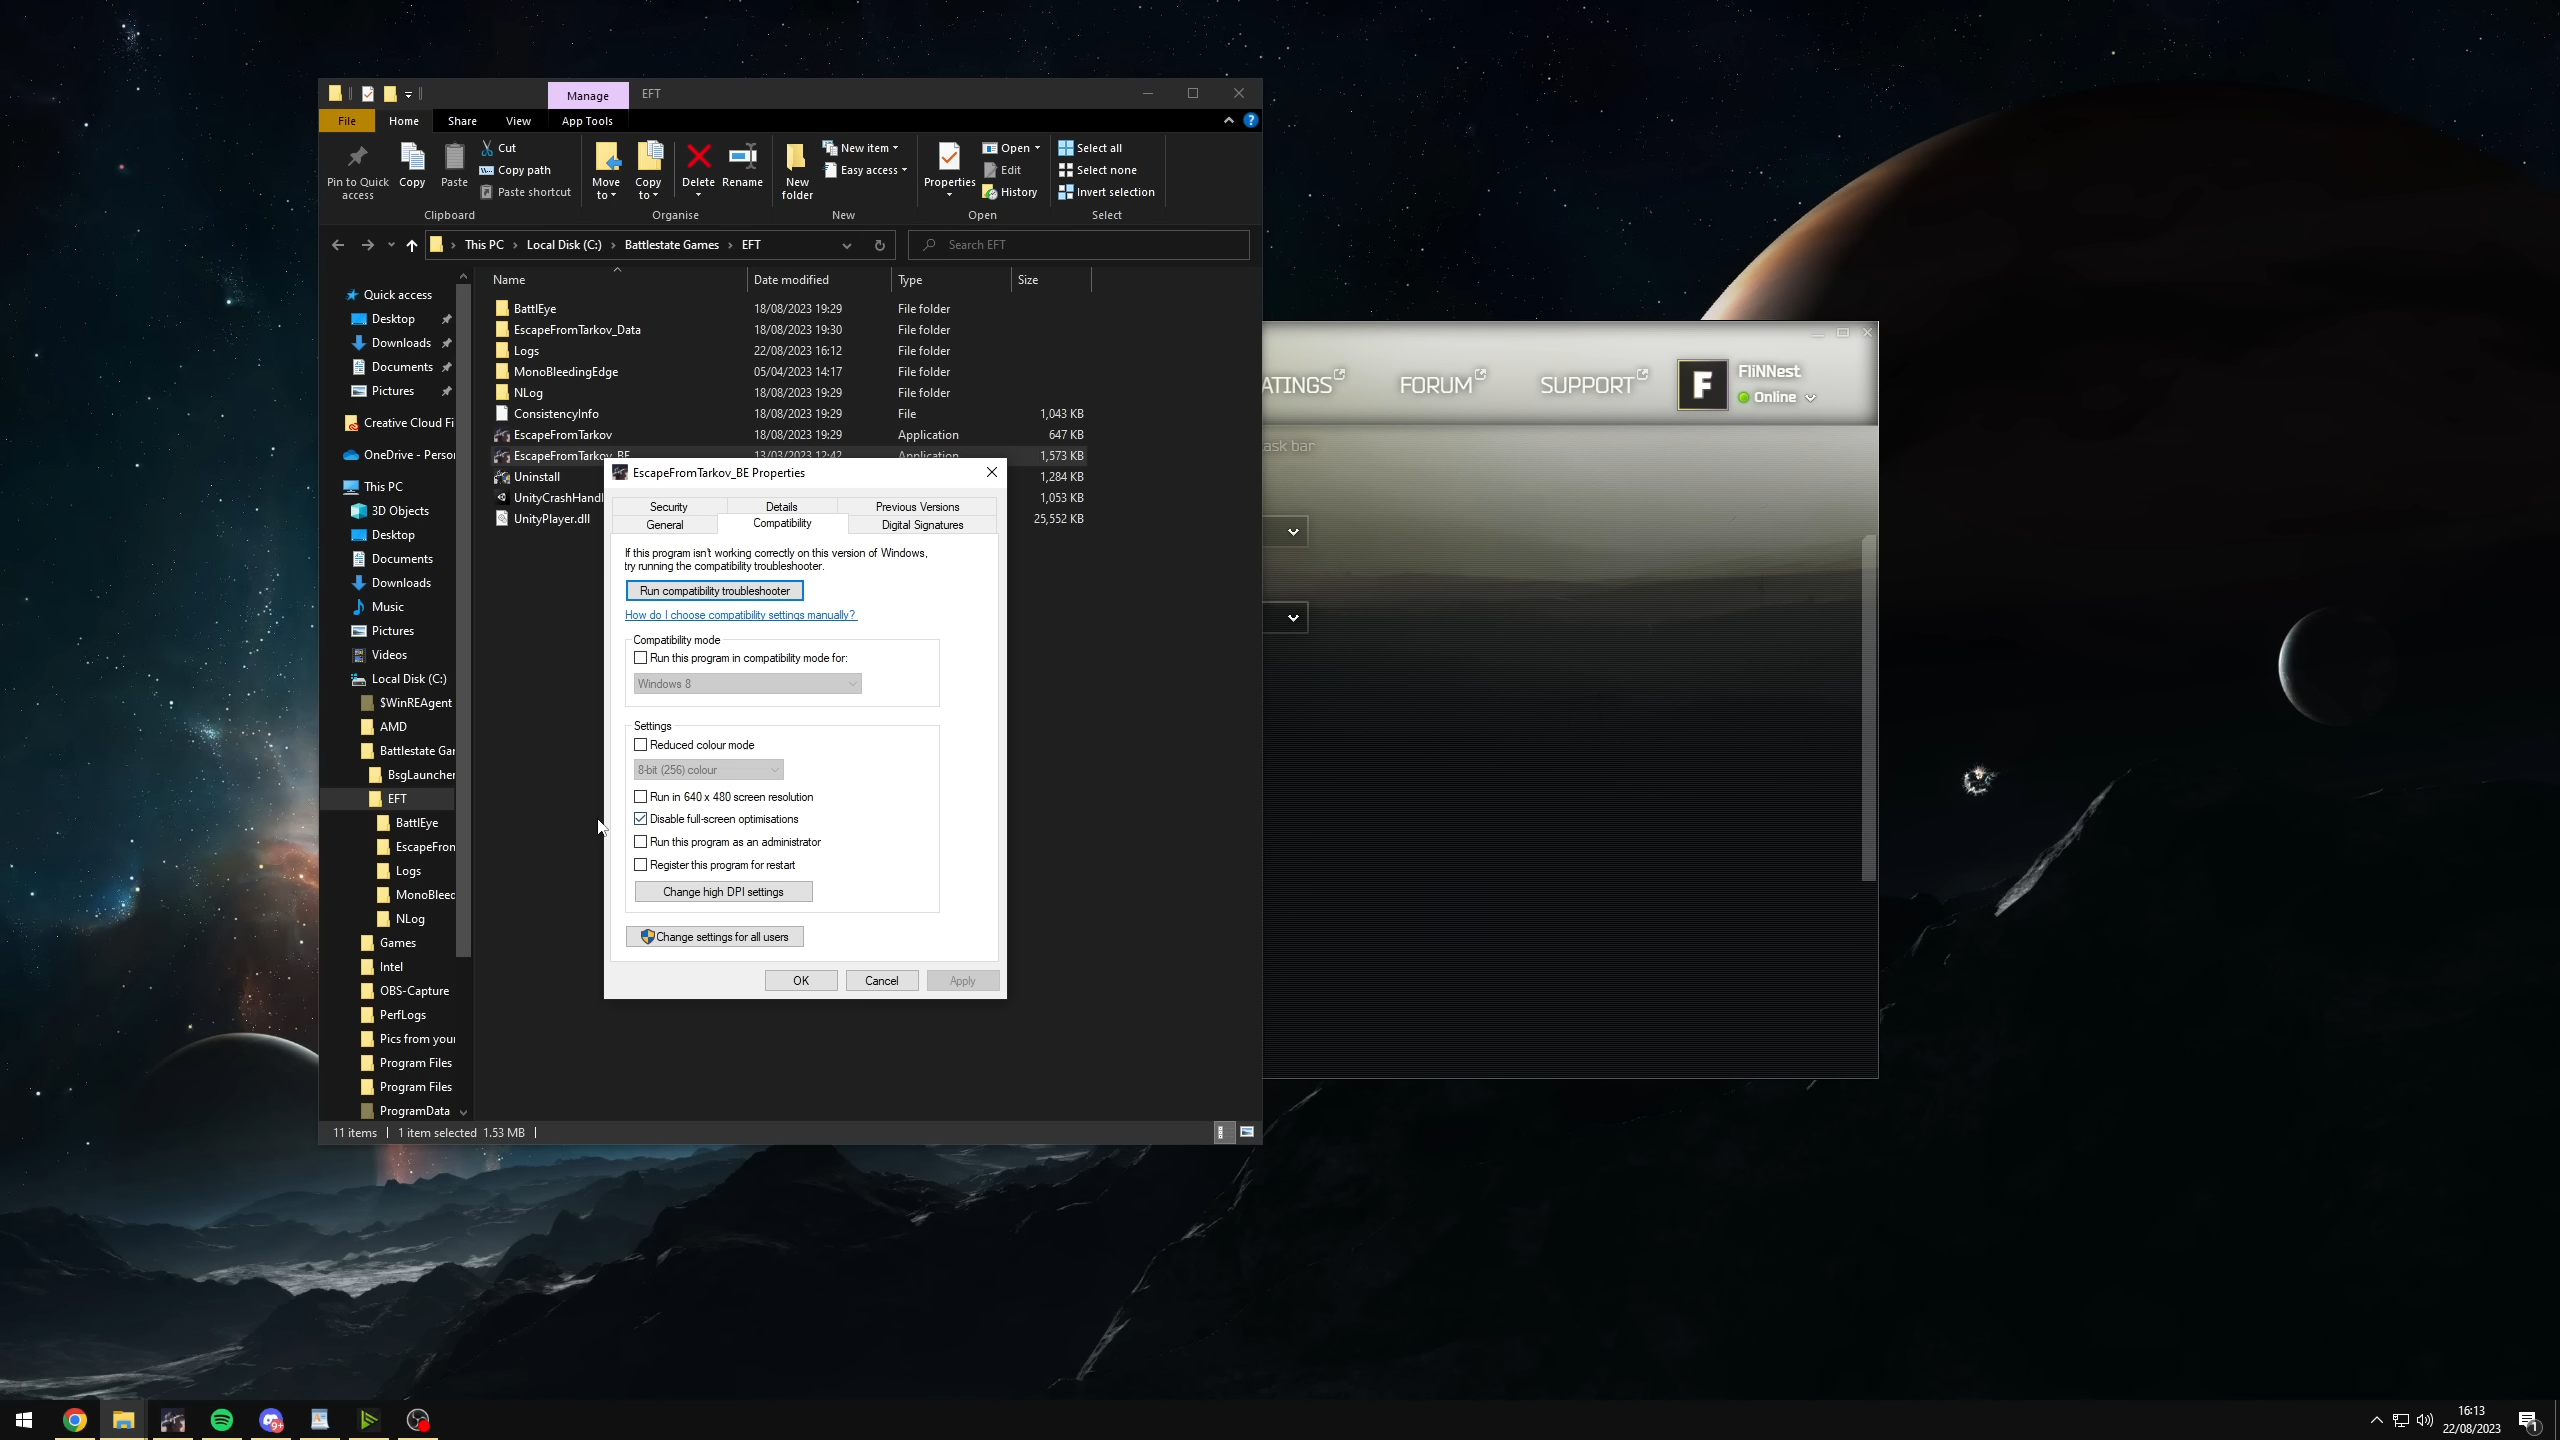 Manage
EFT
File
Home
Share
View
App Tools
Pin to Quick access
Copy
Paste
Cut
Copy path
Paste shortcut
Clipboard
Move to
Copy to
Delete
Rename
Organise
New folder
New item
Easy access
New
Properties
Open
Edit
History
Open
Select all
Select none
Invert selection
Select
This PC
Local Disk (C:)
Battlestate Games
EFT
Search EFT
Name
Date modified
Type
Size
Quick access
Desktop
Downloads
Documents
Pictures
Creative Cloud Fi
OneDrive - Perso
This PC
3D Objects
Desktop
Documents
Downloads
Music
Pictures
Videos
Local Disk (C:)
$WinREAgent
AMD
Battlestate Gar
BsgLauncher
EFT
BattlEye
EscapeFron
Logs
MonoBleed
NLog
Games
Intel
OBS-Capture
PerfLogs
Pics from your
Program Files
Program Files
ProgramData
BattlEye 18/08/2023 19:29 File folder
EscapeFromTarkov_Data 18/08/2023 19:30 File folder
Logs 22/08/2023 16:12 File folder
MonoBleedingEdge 05/04/2023 14:17 File folder
NLog 18/08/2023 19:29 File folder
ConsistencyInfo 18/08/2023 19:29 File 1,043 KB
EscapeFromTarkov 18/08/2023 19:29 Application 647 KB
EscapeFromTarkov_BE 13/03/2023 12:42 Application 1,573 KB
Uninstall 1,284 KB
UnityCrashHandl 1,053 KB
UnityPlayer.dll 25,552 KB
11 items
1 item selected 1.53 MB
EscapeFromTarkov_BE Properties
Security
Details
Previous Versions
General
Compatibility
Digital Signatures
If this program isn't working correctly on this version of Windows,
try running the compatibility troubleshooter.
Run compatibility troubleshooter
How do I choose compatibility settings manually?
Compatibility mode
Run this program in compatibility mode for:
Windows 8
Settings
Reduced colour mode
8-bit (256) colour
Run in 640 x 480 screen resolution
Disable full-screen optimisations
Run this program as an administrator
Register this program for restart
Change high DPI settings
Change settings for all users
OK
Cancel
Apply
ATINGS
FORUM
SUPPORT
F
FliNNest
Online
ask bar
9+
16:13
22/08/2023
1